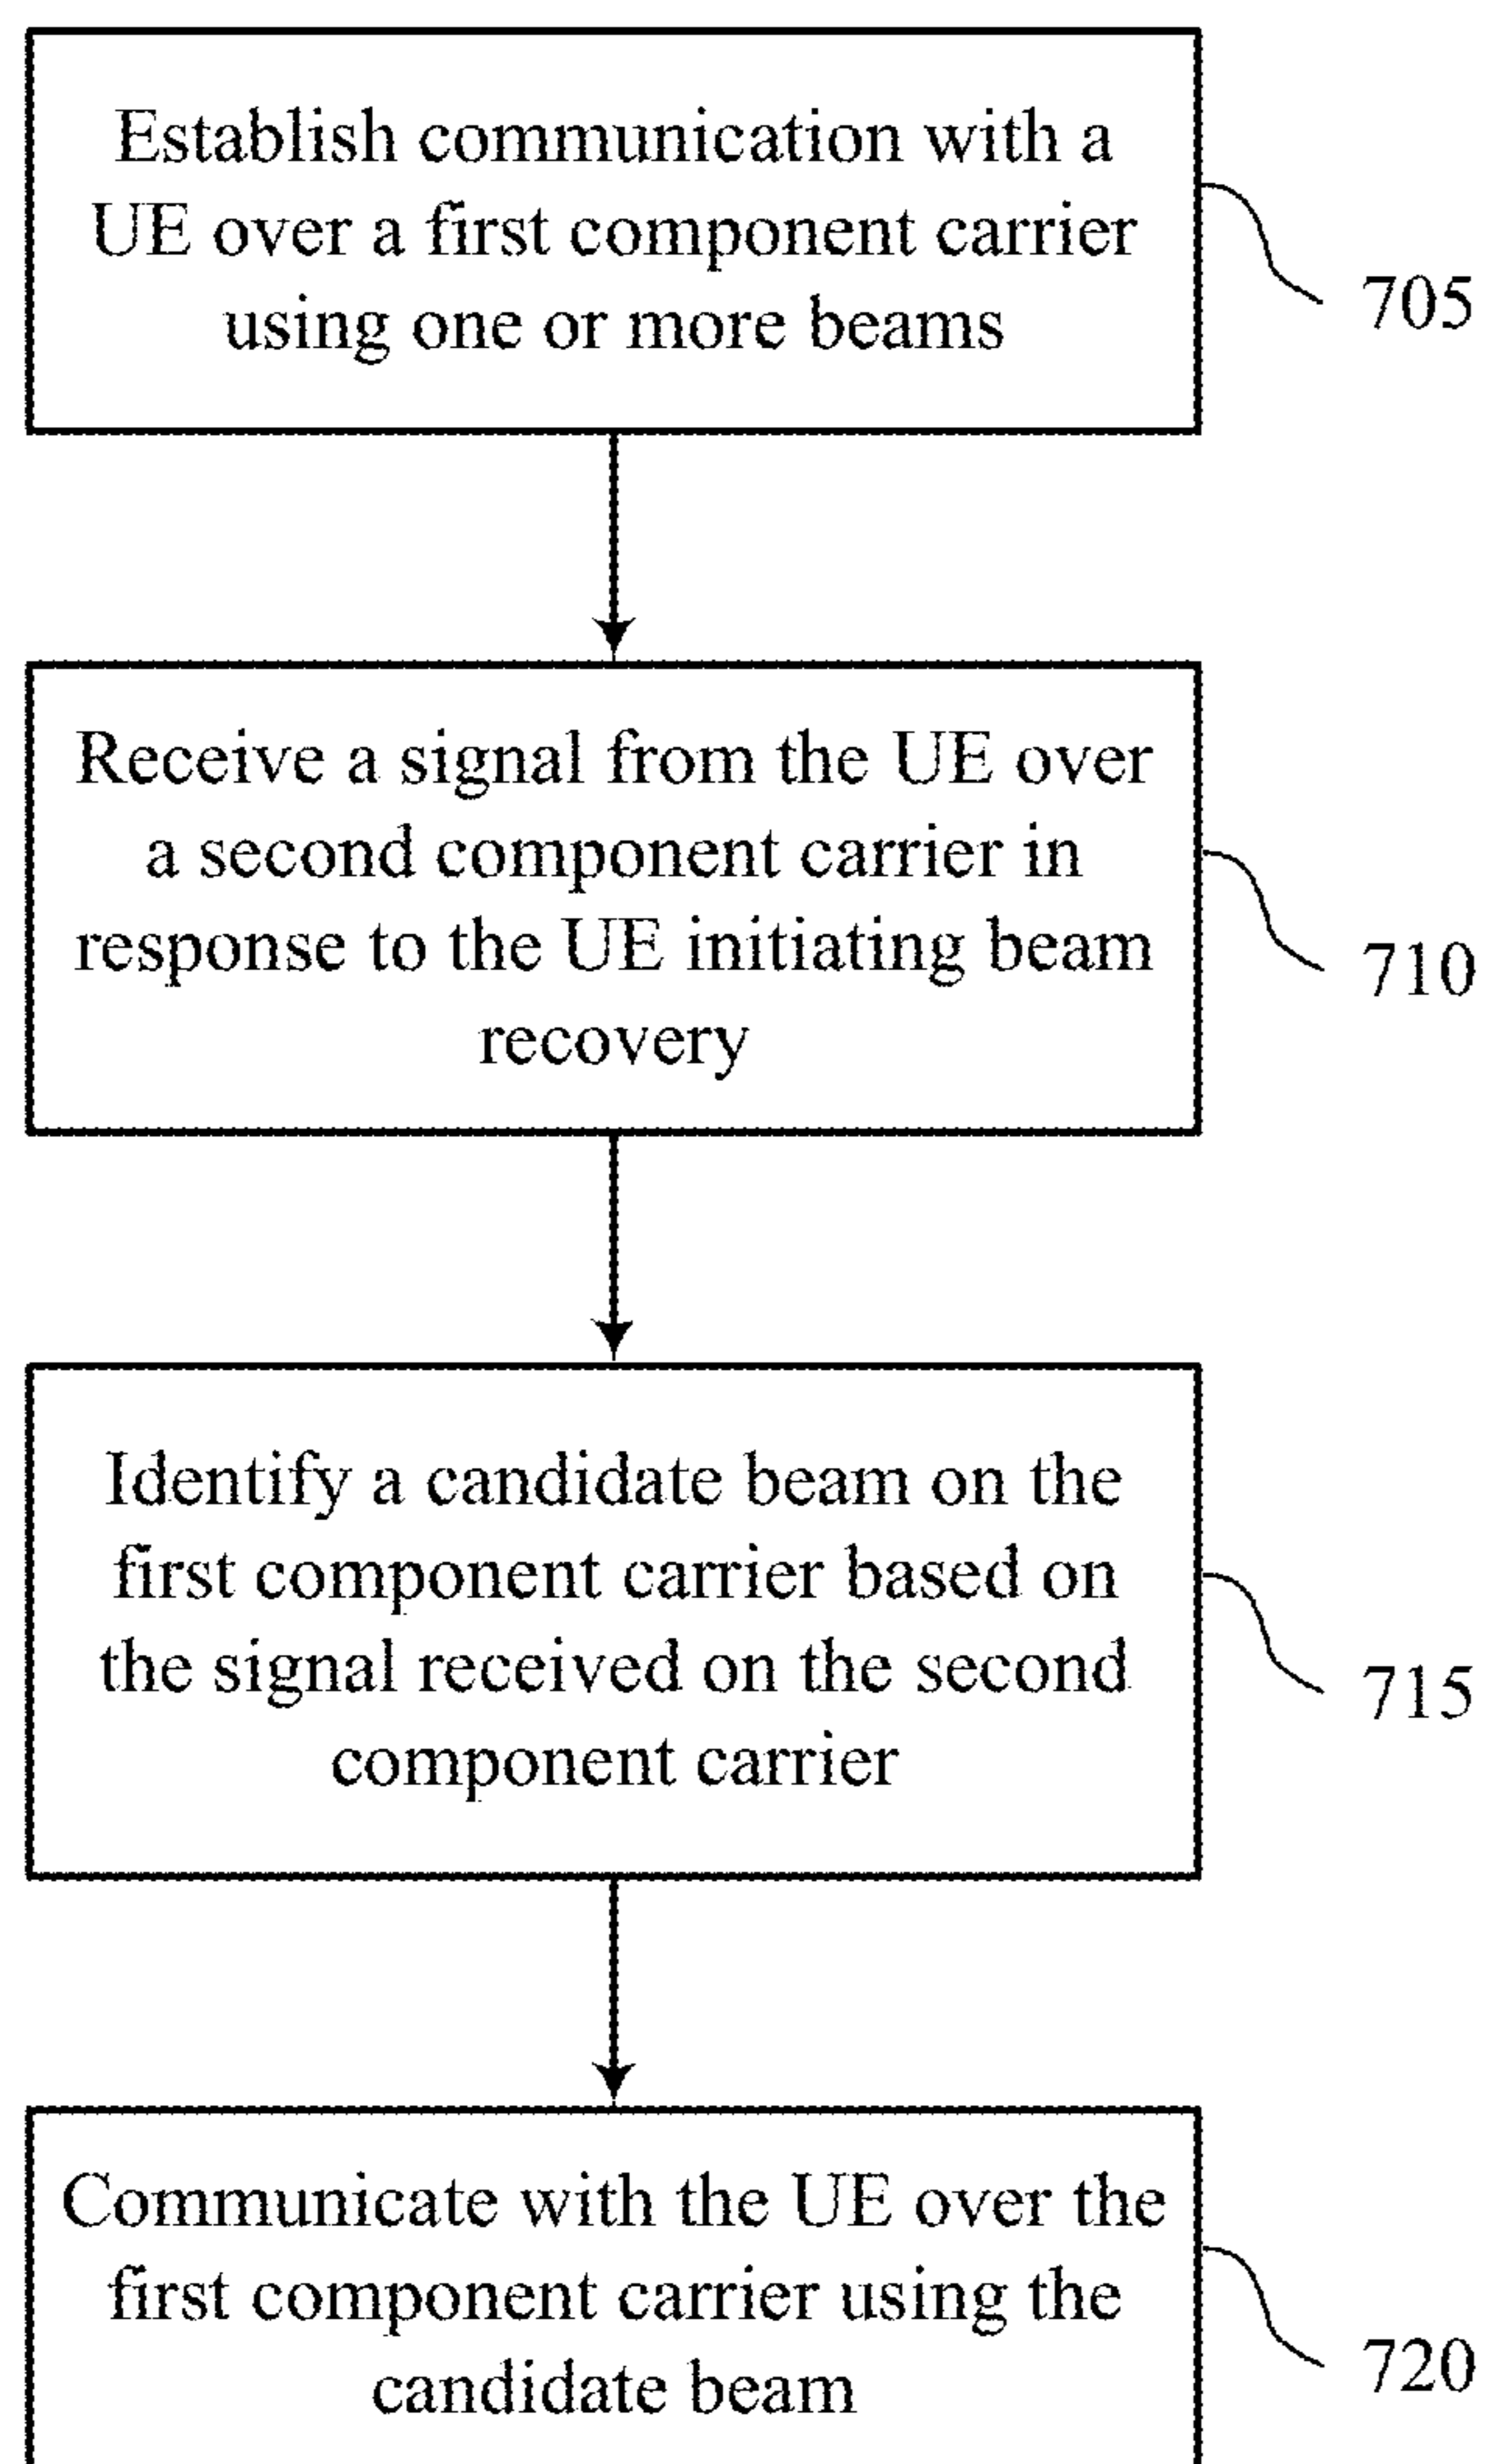 Establish communication with a
UE over a first component carrier
using one or more beams
705
Receive a signal from the UE over
a second component carrier in
response to the UE initiating beam
recovery
710
Identify a candidate beam on the
first component carrier based on
the signal received on the second
component carrier
715
Communicate with the UE over the
first component carrier using the
candidate beam
720